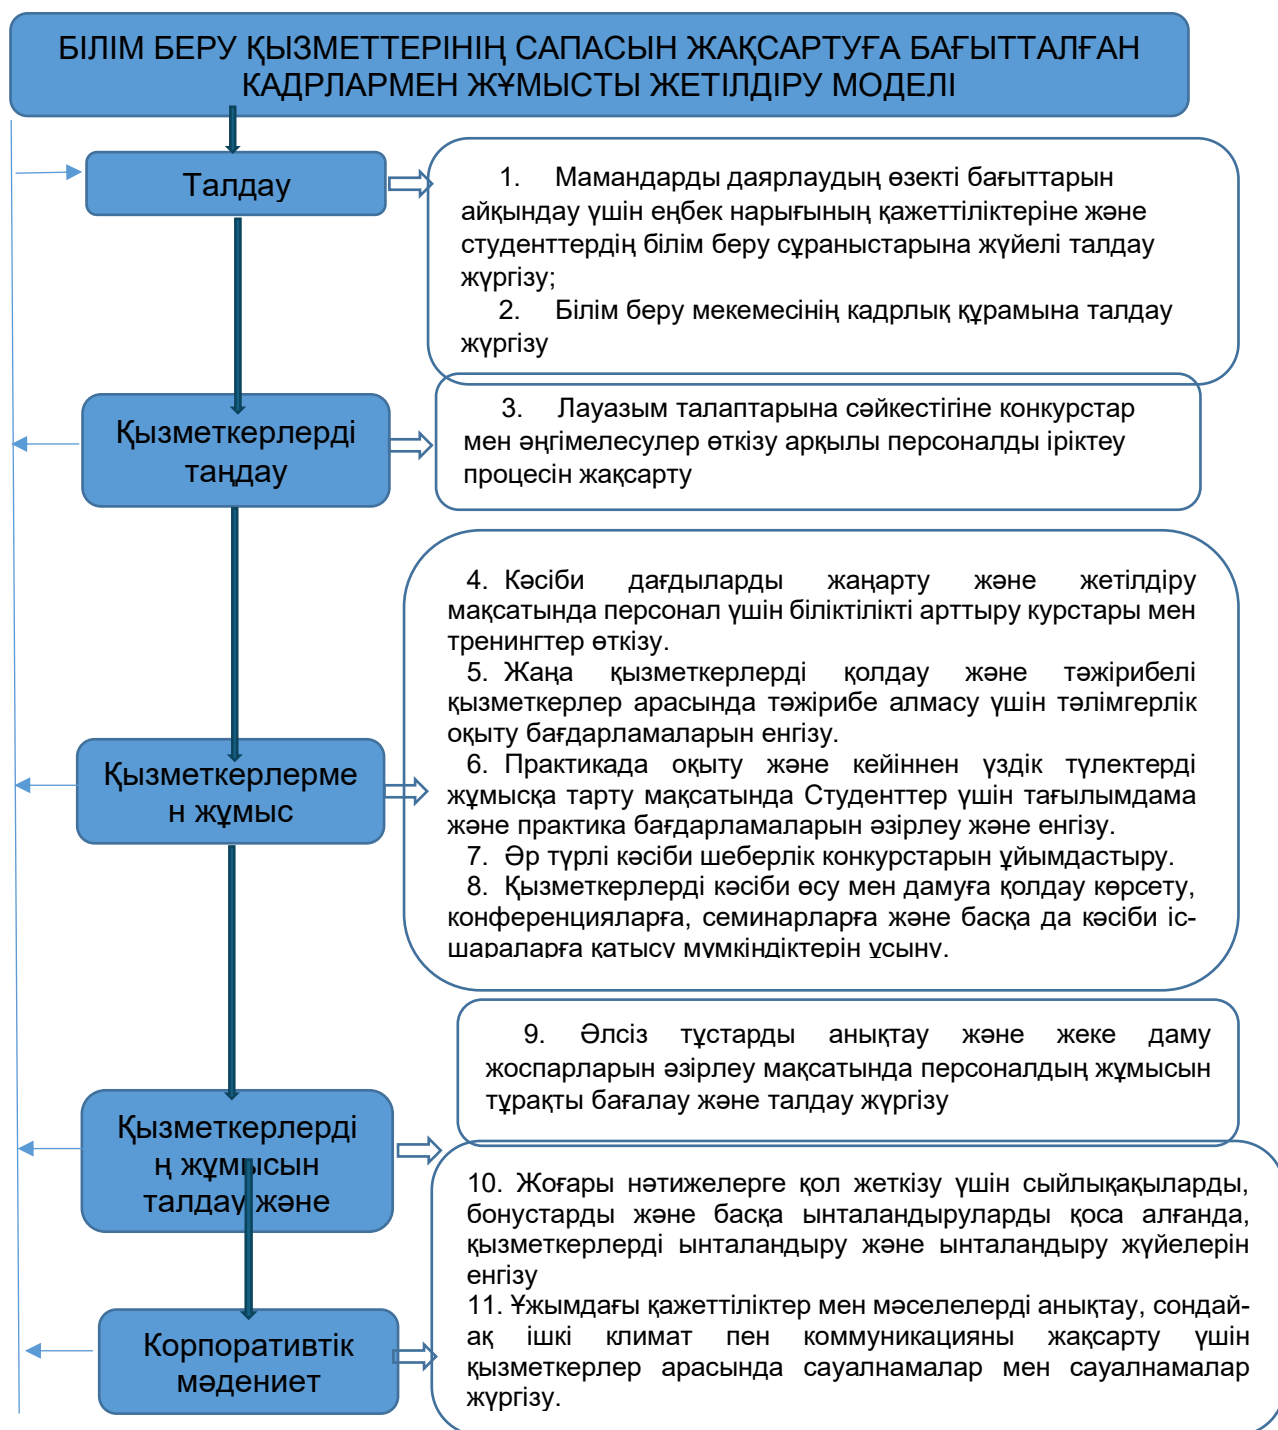 БІЛІМ БЕРУ ҚЫЗМЕТТЕРІНІҢ САПАСЫН ЖАҚСАРТУҒА БАҒЫТТАЛҒАН
КАДРЛАРМЕН ЖҰМЫСТЫ ЖЕТІЛДІРУ МОДЕЛІ
Талдау
1. Мамандарды даярлаудың өзекті бағыттарын
айқындау үшін еңбек нарығының қажеттіліктеріне және
студенттердің білім беру сұраныстарына жүйелі талдау
жүргізу;
2. Білім беру мекемесінің кадрлық құрамына талдау
жүргізу
Қызметкерлерді
таңдау
3. Лауазым талаптарына сәйкестігіне конкурстар
мен әңгімелесулер өткізу арқылы персоналды іріктеу
процесін жақсарту
Қызметкерлерме
н жұмыс
4. Кәсіби дағдыларды жаңарту және жетілдіру
мақсатында персонал үшін біліктілікті арттыру курстары мен
тренингтер өткізу.
5. Жаңа қызметкерлерді қолдау және тәжірибелі
қызметкерлер арасында тәжірибе алмасу үшін тәлімгерлік
оқыту бағдарламаларын енгізу.
6. Практикада оқыту және кейіннен үздік түлектерді
жұмысқа тарту мақсатында Студенттер үшін тағылымдама
және практика бағдарламаларын әзірлеу және енгізу.
7. Әр түрлі кәсіби шеберлік конкурстарын ұйымдастыру.
8. Қызметкерлерді кәсіби өсу мен дамуға қолдау көрсету,
конференцияларға, семинарларға және басқа да кәсіби іс-
шараларға қатысу мүмкіндіктерін ұсыну.
Қызметкерлерді
ң жұмысын
талдау және
9. Әлсіз тұстарды анықтау және жеке даму
жоспарларын әзірлеу мақсатында персоналдың жұмысын
тұрақты бағалау және талдау жүргізу
Корпоративтік
мәдениет
10. Жоғары нәтижелерге қол жеткізу үшін сыйлықақыларды,
бонустарды және басқа ынталандыруларды қоса алғанда,
қызметкерлерді ынталандыру және ынталандыру жүйелерін
енгізу
11. Ұжымдағы қажеттіліктер мен мәселелерді анықтау, сондай-
ақ ішкі климат пен коммуникацияны жақсарту үшін
қызметкерлер арасында сауалнамалар мен сауалнамалар
жүргізу.